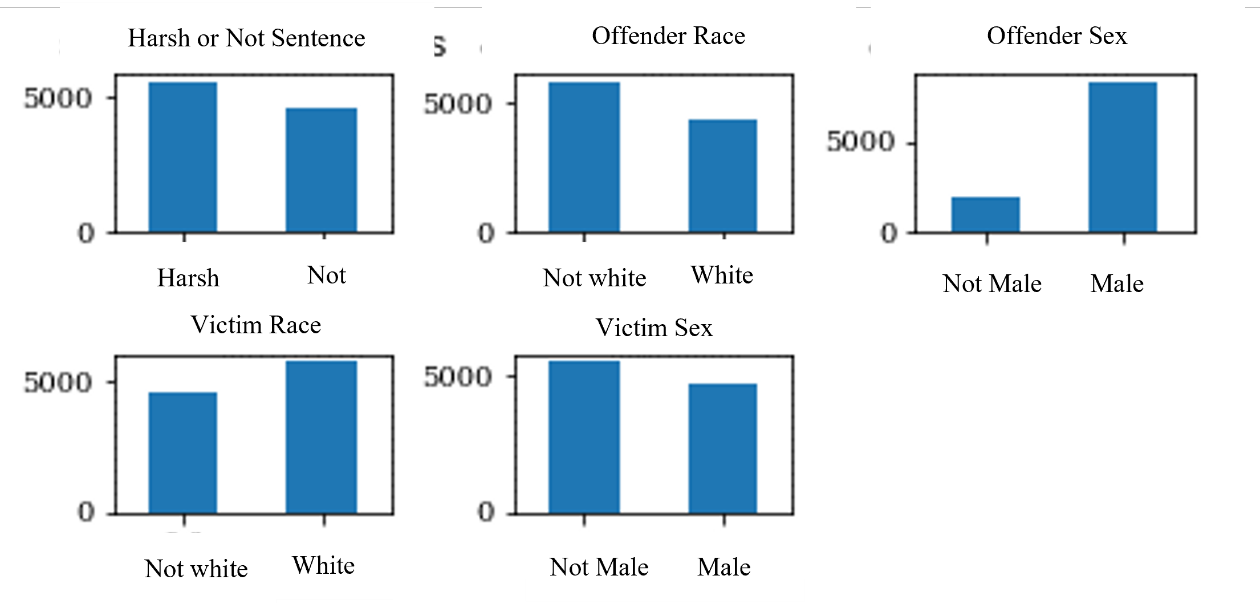 Harsh or Not Sentence
5000
0
Harsh
Not
s
Offender Race
5000
0
Not white
White
Offender Sex
5000
0
Not Male
Male
Victim Race
5000
0
Not white
White
Victim Sex
5000
0
Not Male
Male